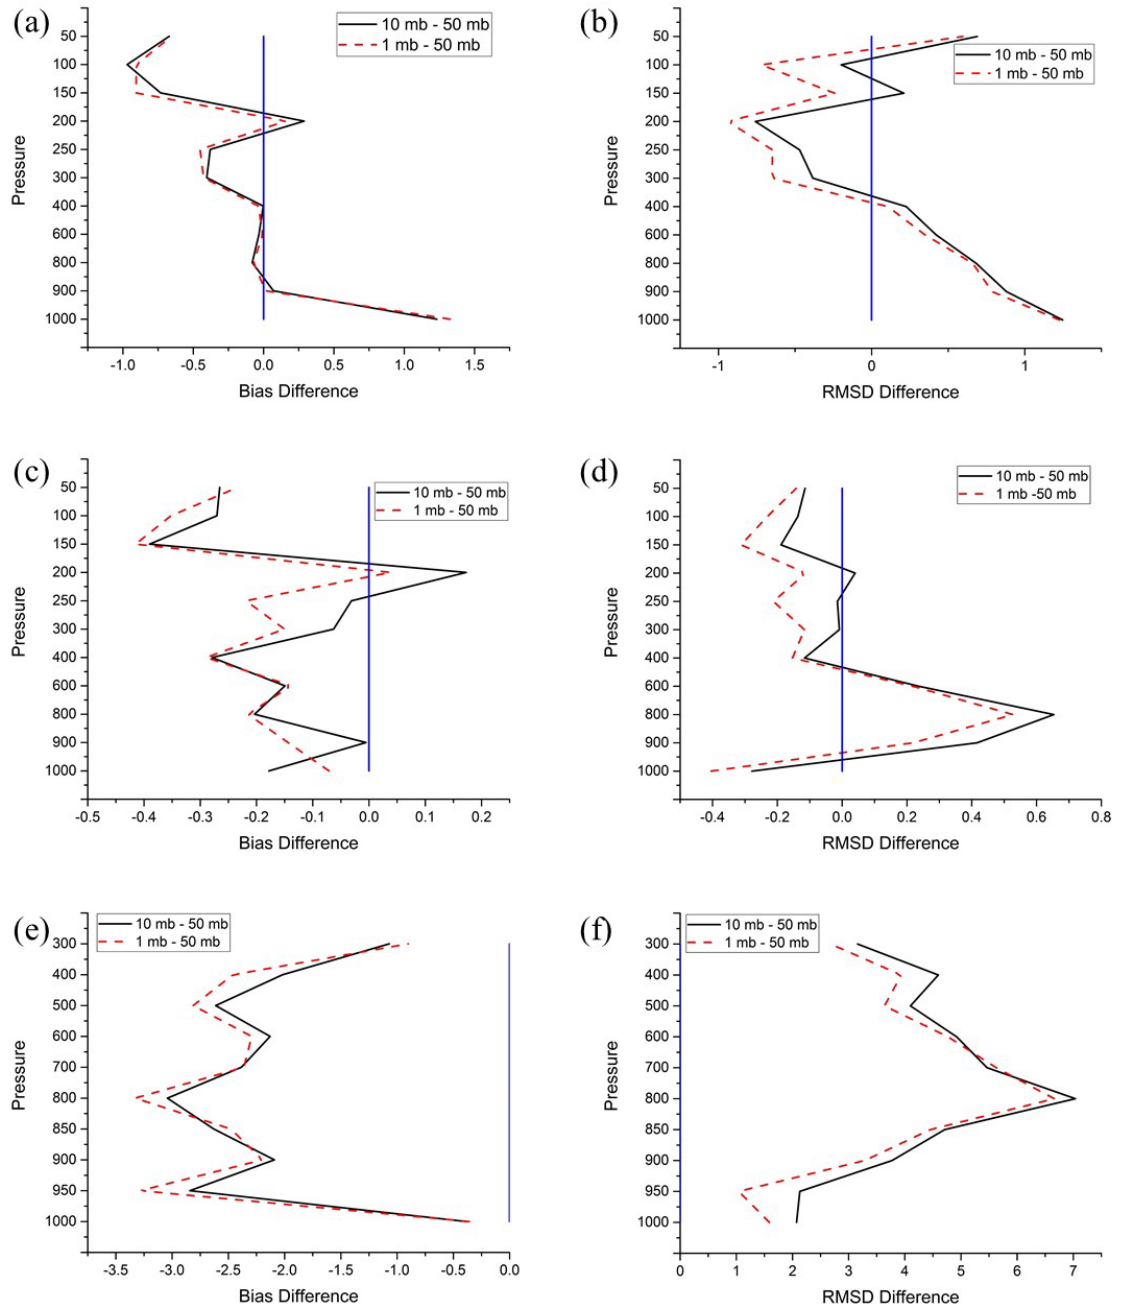 (a)
10 mb - 50 mb
1 mb - 50 mb
50
100
150
200
250
300
400
600
800
900
1000
Pressure
-1.0 -0.5 0.0 0.5 1.0 1.5
Bias Difference
(b)
10 mb - 50 mb
1 mb - 50 mb
50
100
150
200
250
300
400
600
800
900
1000
Pressure
-1 0 1
RMSD Difference
(c)
10 mb - 50 mb
1 mb - 50 mb
50
100
150
200
250
300
400
600
800
900
1000
Pressure
-0.5 -0.4 -0.3 -0.2 -0.1 0.0 0.1 0.2
Bias Difference
(d)
10 mb - 50 mb
1 mb -50 mb
50
100
150
200
250
300
400
600
800
900
1000
Pressure
-0.4 -0.2 0.0 0.2 0.4 0.6 0.8
RMSD Difference
(e)
10 mb - 50 mb
1 mb - 50 mb
300
400
500
600
700
800
850
900
950
1000
Pressure
-3.5 -3.0 -2.5 -2.0 -1.5 -1.0 -0.5 0.0
Bias Difference
(f)
10 mb - 50 mb
1 mb - 50 mb
300
400
500
600
700
800
850
900
950
1000
Pressure
0 1 2 3 4 5 6 7
RMSD Difference